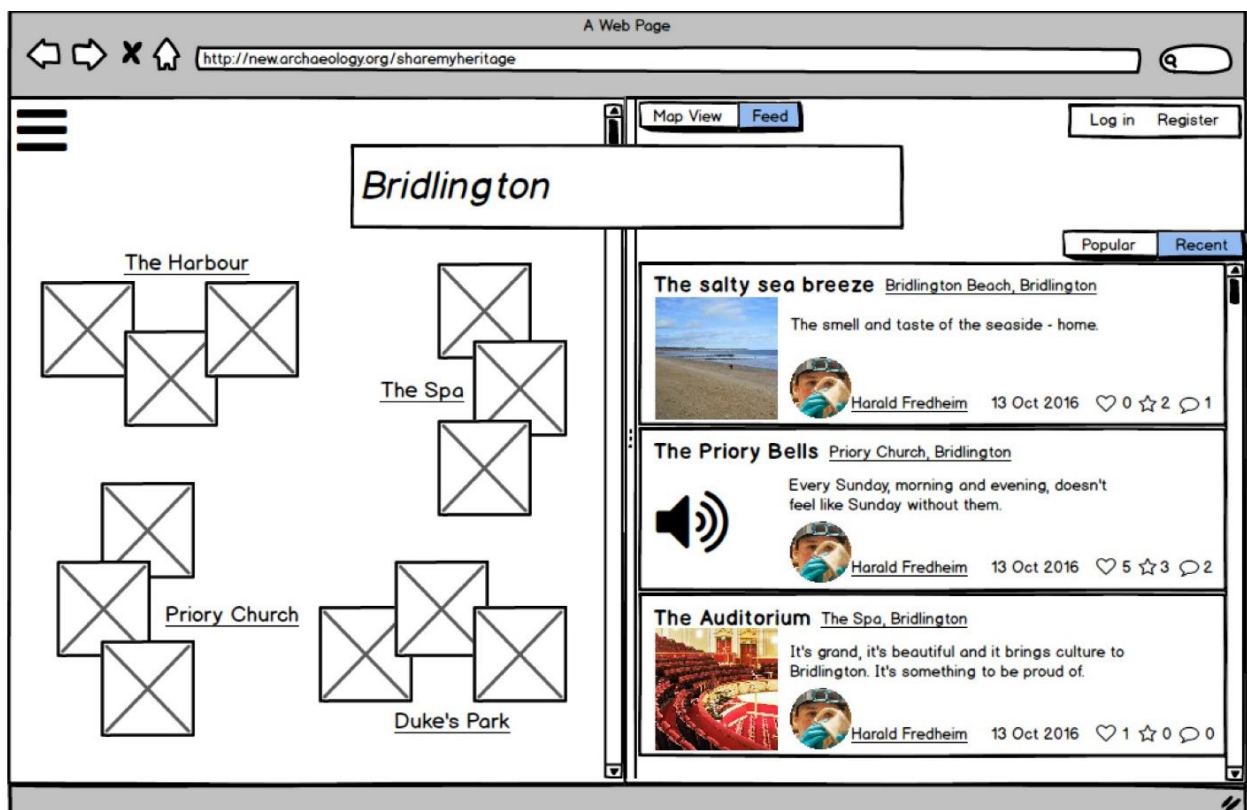 A Web Page
http://new.archaeology.org/sharemyheritage
Map View Feed
Log in Register
Bridlington
Popular Recent
The Harbour
The Spa
Priory Church
Duke's Park
The salty sea breeze Bridlington Beach, Bridlington
The smell and taste of the seaside - home.
Harald Fredheim 13 Oct 2016 0 2 1
The Priory Bells Priory Church, Bridlington
Every Sunday, morning and evening, doesn't
feel like Sunday without them.
Harald Fredheim 13 Oct 2016 5 3 2
The Auditorium The Spa, Bridlington
It's grand, it's beautiful and it brings culture to
Bridlington. It's something to be proud of.
Harald Fredheim 13 Oct 2016 1 0 0